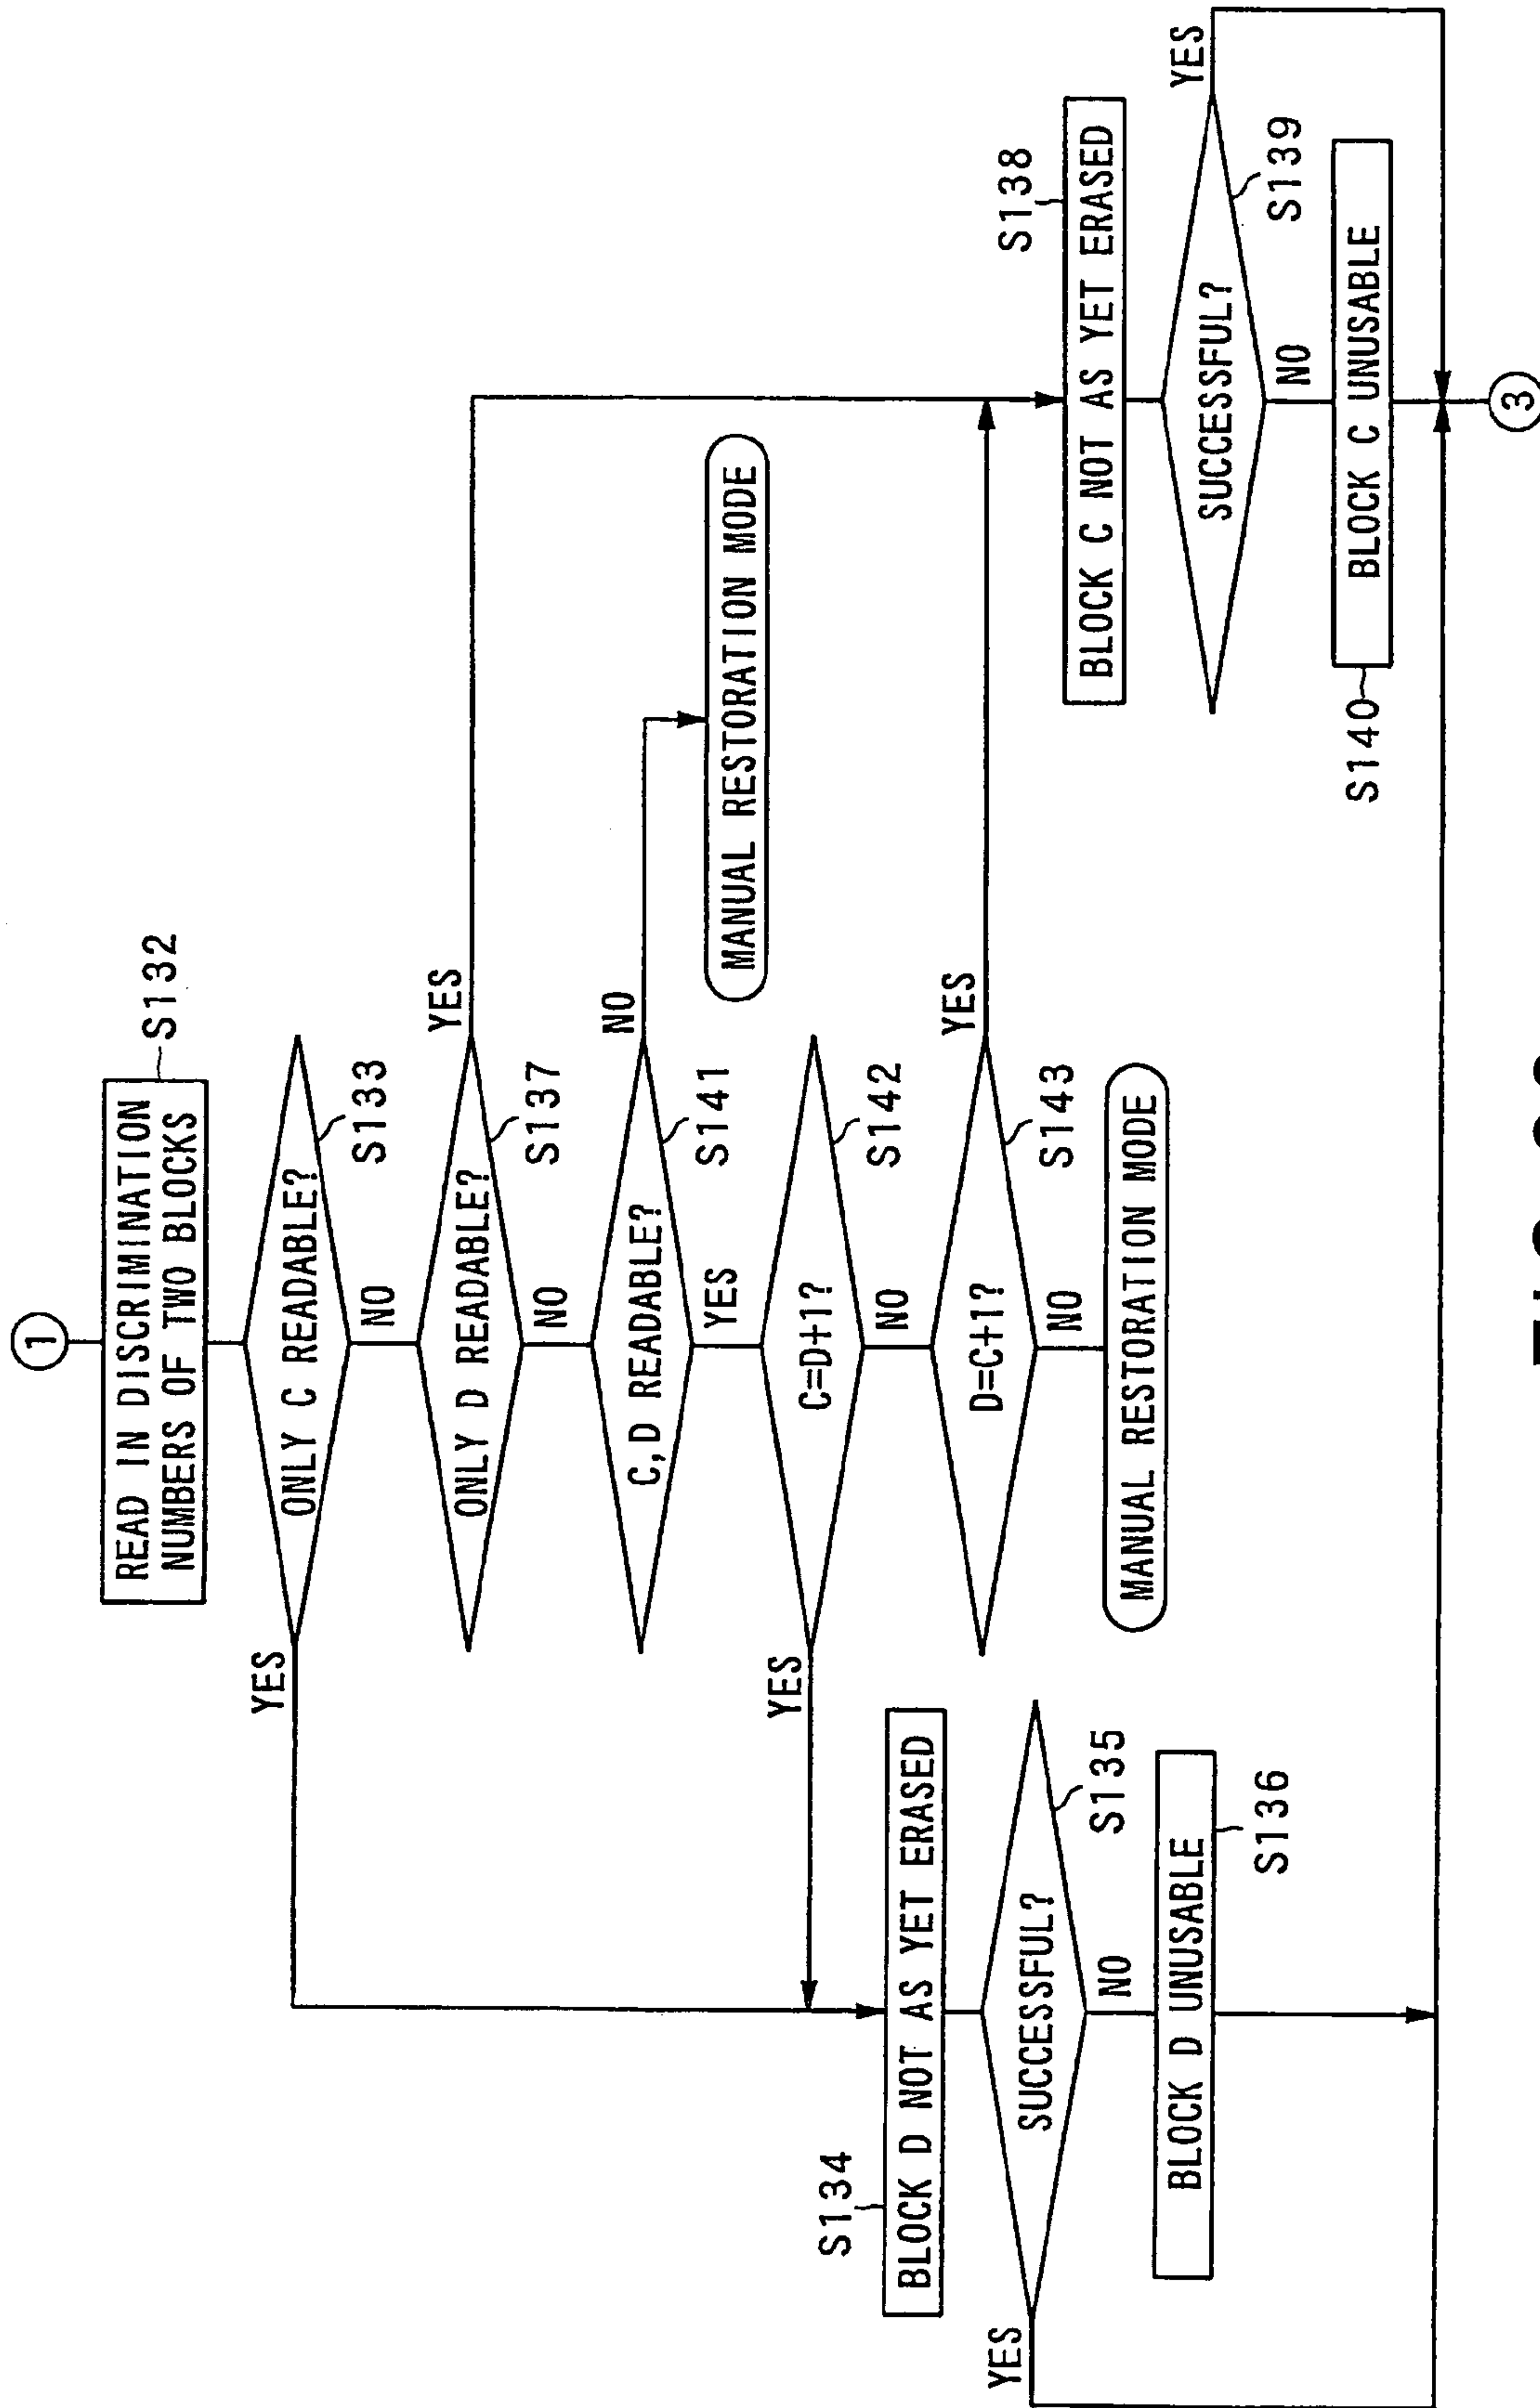 1
READ IN DISCRIMINATION
NUMBERS OF TWO BLOCKS
S132
ONLY C READABLE?
S133
YES
NO
ONLY D READABLE?
S137
YES
NO
C,D READABLE?
S141
NO
YES
MANUAL RESTORATION MODE
C=D+1?
S142
YES
NO
D=C+1?
S143
YES
NO
MANUAL RESTORATION MODE
S134
BLOCK D NOT AS YET ERASED
SUCCESSFUL?
S135
YES
NO
BLOCK D UNUSABLE
S136
S138
BLOCK C NOT AS YET ERASED
SUCCESSFUL?
S139
YES
NO
BLOCK C UNUSABLE
S140
3